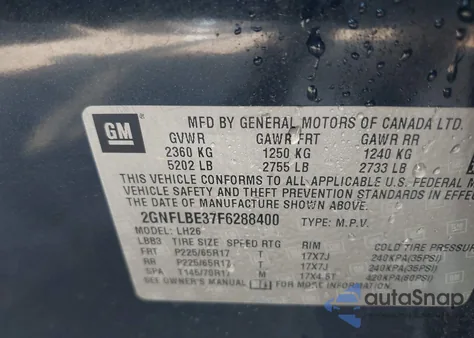 GM
MFD BY GENERAL MOTORS OF CANADA LTD.
GVWR GAWR FRT GAWR RR
2360 KG 1250 KG 1240 KG
5202 LB 2755 LB 2733 LB
THIS VEHICLE CONFORMS TO ALL APPLICABLE U.S. FEDERAL
VEHICLE SAFETY AND THEFT PREVENTION STANDARDS
THE DATE OF MANUFACTURE SHOWN ABOVE.
2GNFLBE37F6288400 TYPE: M.P.V.
MODEL: LH26
LBB3 TIRE SIZE SPEED RTG RIM COLD TIRE
FRT P225/65R17 T 17X7J 240KPA(35PSI)
RR P225/65R17 T 17X7J 240KPA(35PSI)
SPA T145/70R17 M 17X4.5T 420KPA(60PSI)
SEE OWNER'S MANUAL FOR MORE INFORMATION.
autoSnap